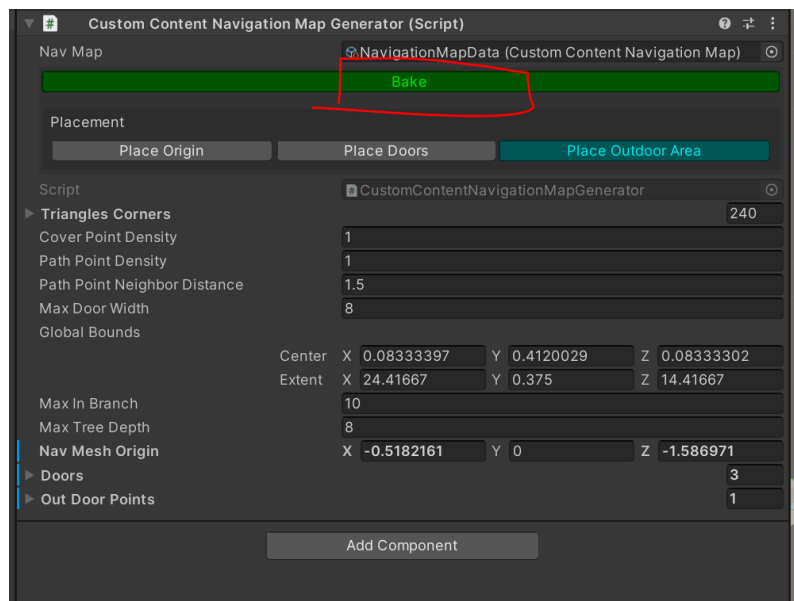 Custom Content Navigation Map Generator (Script)
Nav Map NavigationMapData (Custom Content Navigation Map)
Bake
Placement
Place Origin Place Doors Place Outdoor Area
Script CustomContentNavigationMapGenerator
Triangles Corners 240
Cover Point Density 1
Path Point Density 1
Path Point Neighbor Distance 1.5
Max Door Width 8
Global Bounds
Center X 0.08333397 Y 0.4120029 Z 0.08333302
Extent X 24.41667 Y 0.375 Z 14.41667
Max In Branch 10
Max Tree Depth 8
Nav Mesh Origin X -0.5182161 Y 0 Z -1.586971
Doors 3
Out Door Points 1
Add Component